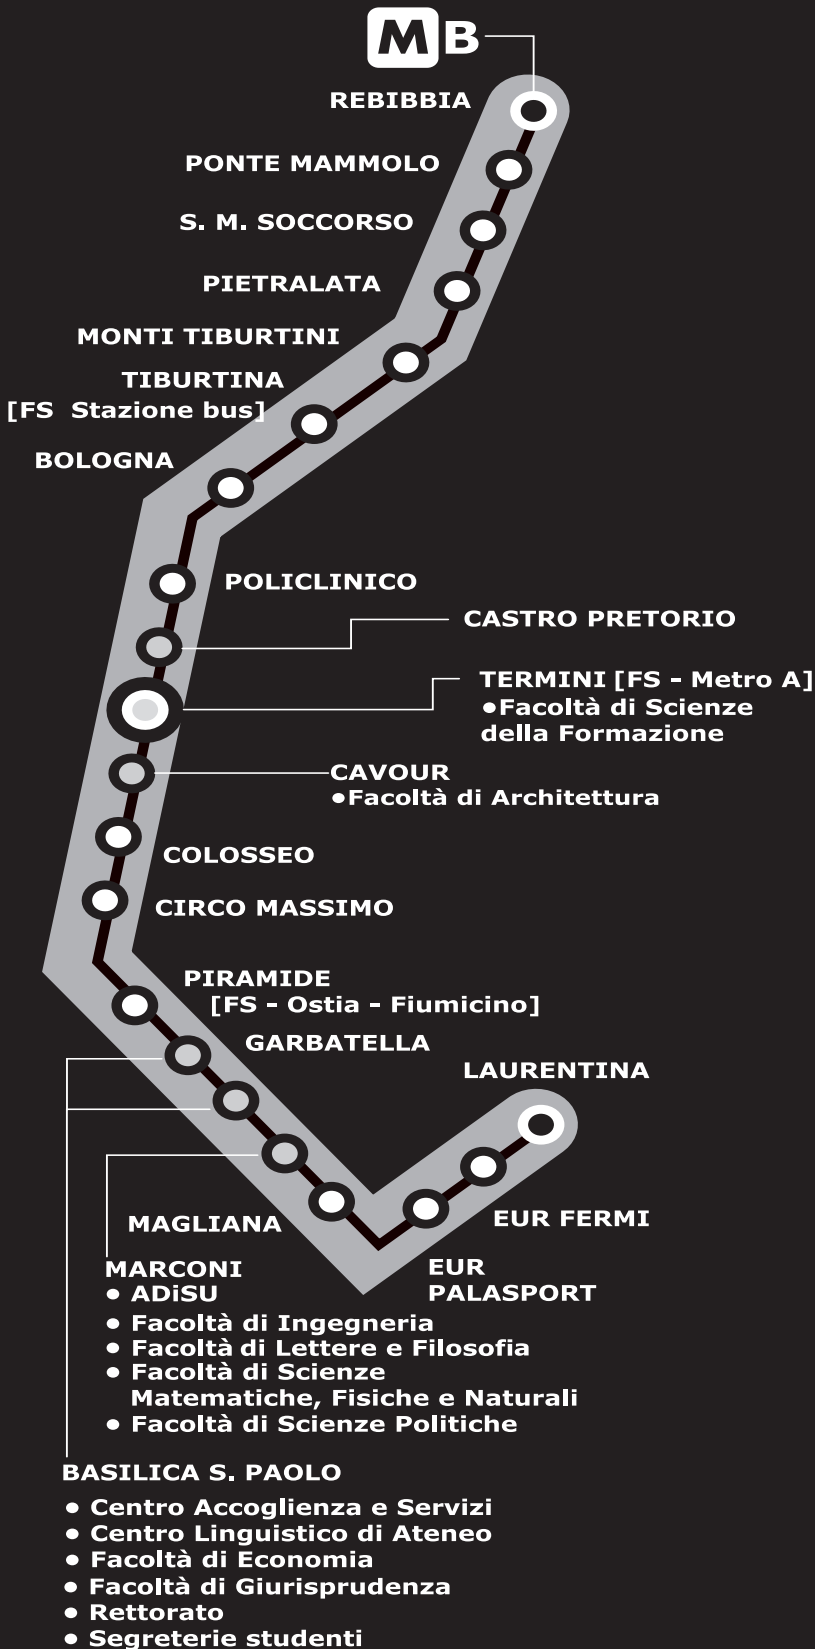 MB
REBIBBIA
PONTE MAMMOLO
S. M. SOCCORSO
PIETRALATA
MONTI TIBURTINI
TIBURTINA
[FS Stazione bus]
BOLOGNA
POLICLINICO
CASTRO PRETORIO
TERMINI [FS - Metro A]
●Facoltà di Scienze
della Formazione
CAVOUR
●Facoltà di Architettura
COLOSSEO
CIRCO MASSIMO
PIRAMIDE
[FS - Ostia - Fiumicino]
GARBATELLA
LAURENTINA
EUR FERMI
EUR
PALASPORT
MAGLIANA
MARCONI
● ADiSU
● Facoltà di Ingegneria
● Facoltà di Lettere e Filosofia
● Facoltà di Scienze
Matematiche, Fisiche e Naturali
● Facoltà di Scienze Politiche
BASILICA S. PAOLO
● Centro Accoglienza e Servizi
● Centro Linguistico di Ateneo
● Facoltà di Economia
● Facoltà di Giurisprudenza
● Rettorato
● Segreterie studenti